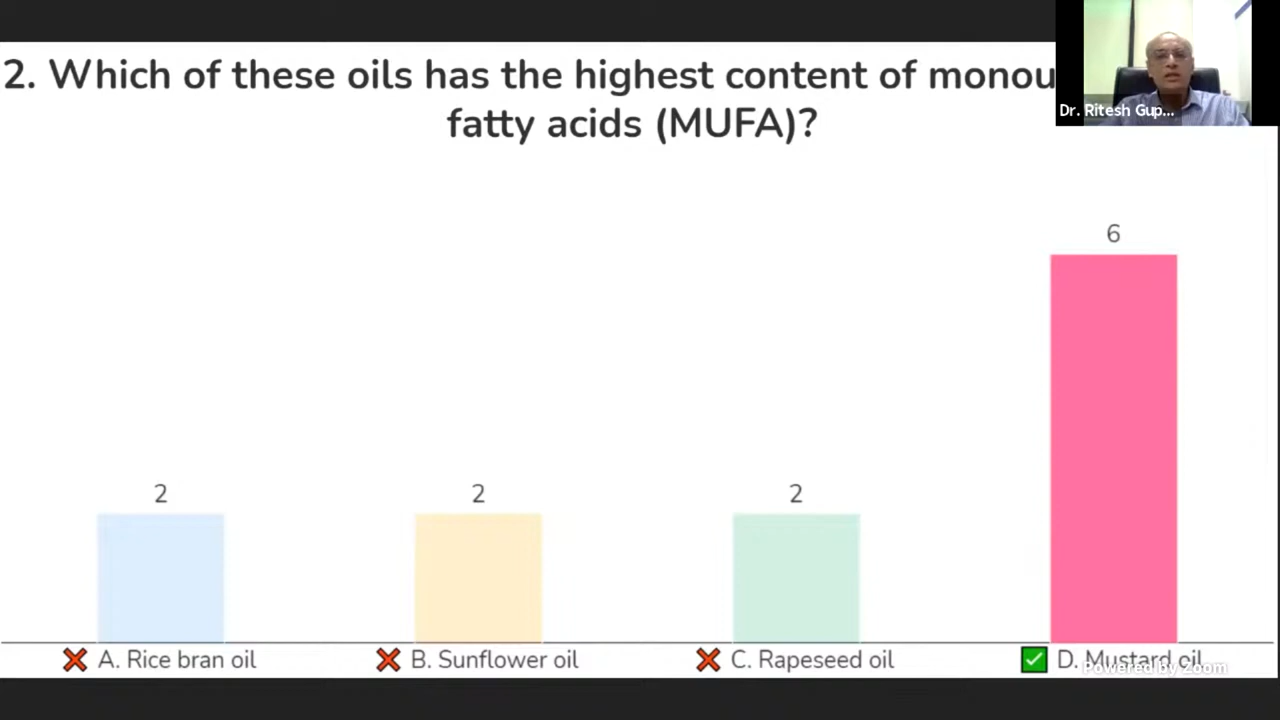 2. Which of these oils has the highest content of monou
fatty acids (MUFA)?
Dr. Ritesh Gup...
6
2
2
2
A. Rice bran oil
B. Sunflower oil
C. Rapeseed oil
D. Mustard oil
Powered by Zoom